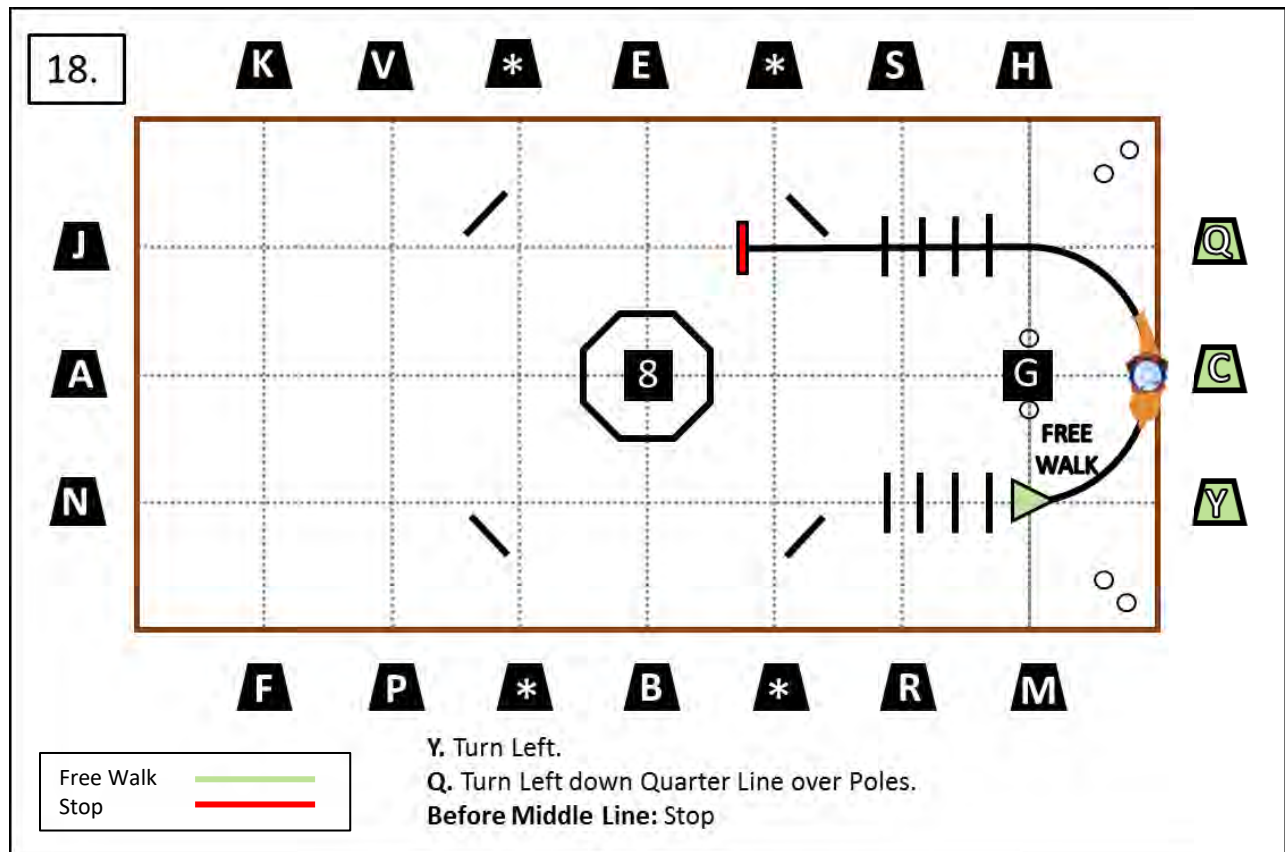 18.
K V * E * S H
J Q
A 8 G C
FREE
WALK
N Y
F P * B * R M
Free Walk
Stop
Y. Turn Left.
Q. Turn Left down Quarter Line over Poles.
Before Middle Line: Stop